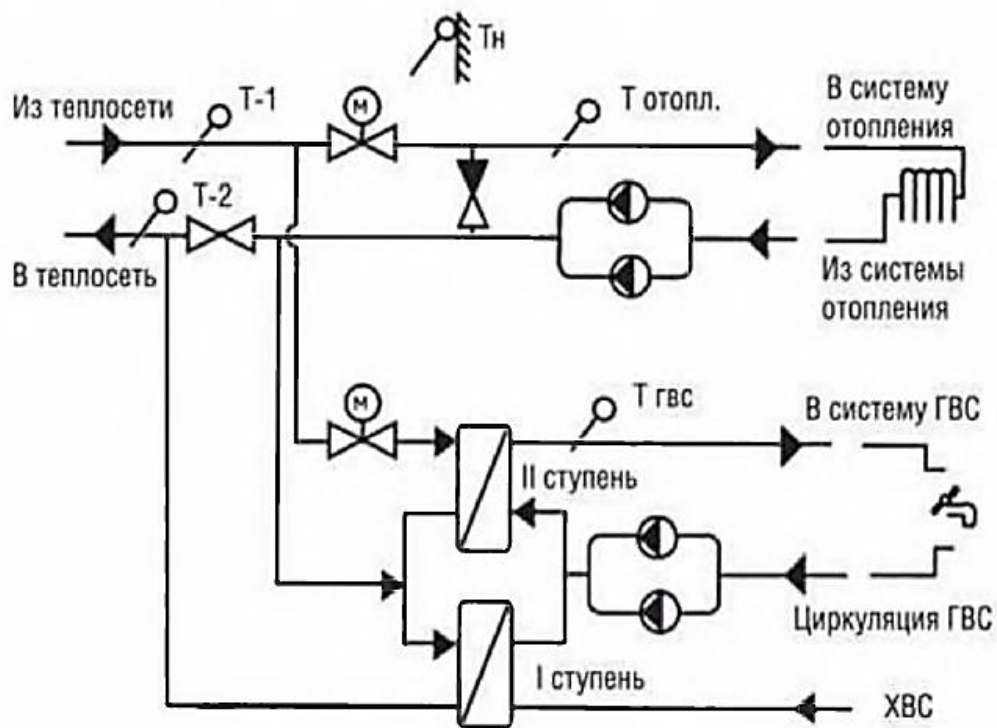 Тн
Из теплосети
Т-1
М
Т отопл.
В систему
отопления
Т-2
В теплосеть
Из системы
отопления
М
Т гвс
В систему ГВС
II ступень
Циркуляция ГВС
I ступень
ХВС